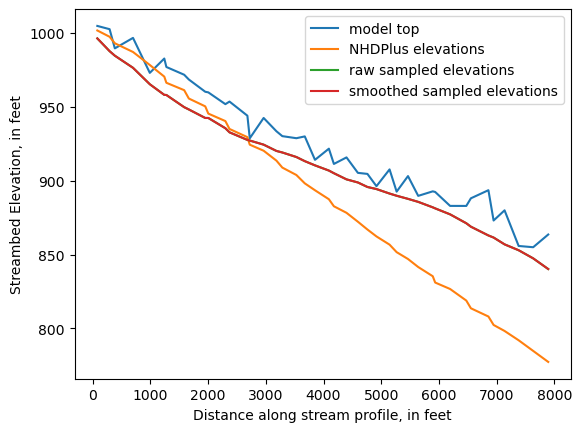 model top
NHDPlus elevations
raw sampled elevations
smoothed sampled elevations
1000
950
900
850
800
Streambed Elevation, in feet
0 1000 2000 3000 4000 5000 6000 7000 8000
Distance along stream profile, in feet